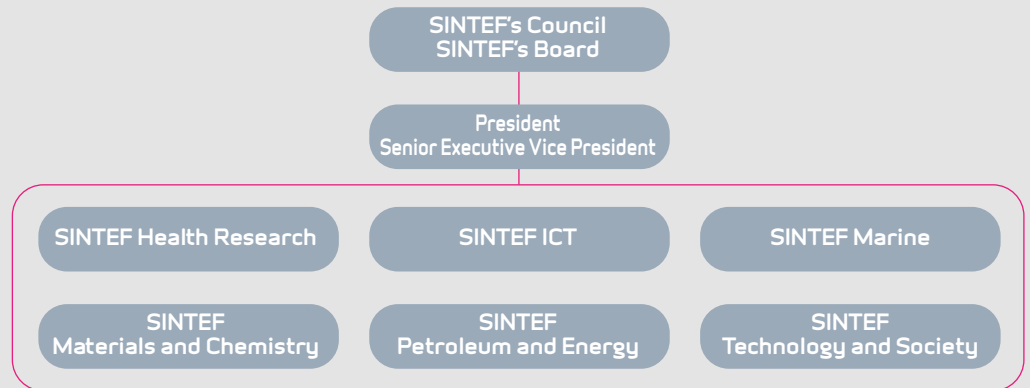 SINTEF's Council
SINTEF's Board
President
Senior Executive Vice President
SINTEF Health Research
SINTEF ICT
SINTEF Marine
SINTEF
Materials and Chemistry
SINTEF
Petroleum and Energy
SINTEF
Technology and Society